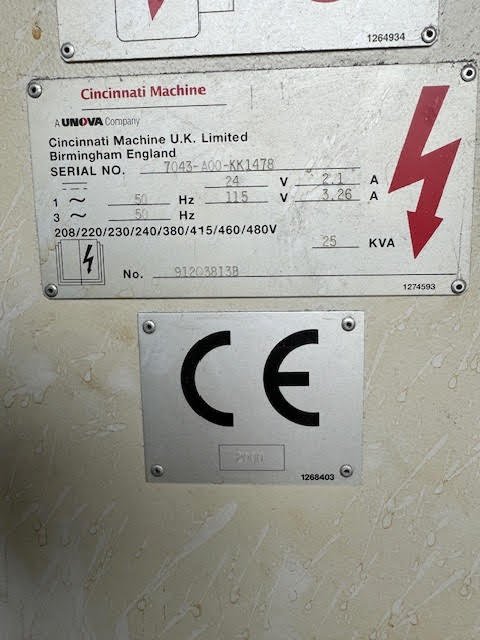 1264934
Cincinnati Machine
A UNOVA Company
Cincinnati Machine U.K. Limited
Birmingham England
SERIAL NO. 7043-A00-KK1478
24 V 2.1 A
1 ~ 50 Hz 115 V 3.26 A
3 ~ 50 Hz
208/220/230/240/380/415/460/480V
25 KVA
No. 91203813B
1274593
CE
2000
1268403